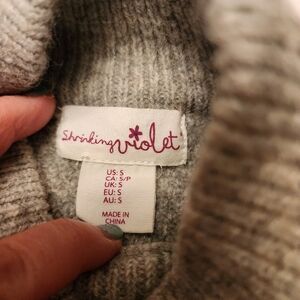 Shrinking violet
US: S
CA: S/P
UK: S
EU: S
AU: S
MADE IN
CHINA